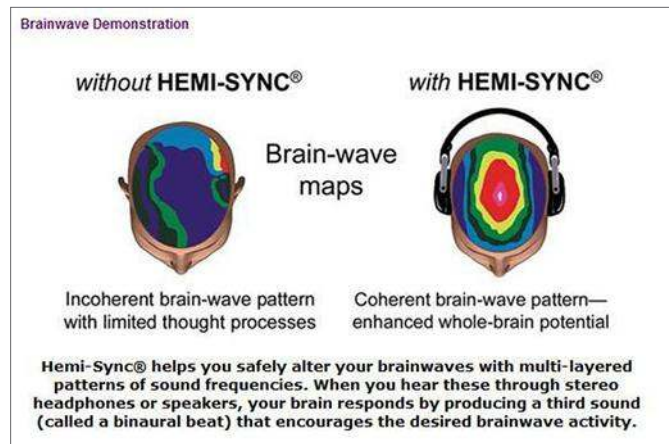 Brainwave Demonstration
without HEMI-SYNC®
with HEMI-SYNC®
Brain-wave
maps
Incoherent brain-wave pattern
with limited thought processes
Coherent brain-wave pattern—
enhanced whole-brain potential
Hemi-Sync® helps you safely alter your brainwaves with multi-layered
patterns of sound frequencies. When you hear these through stereo
headphones or speakers, your brain responds by producing a third sound
(called a binaural beat) that encourages the desired brainwave activity.